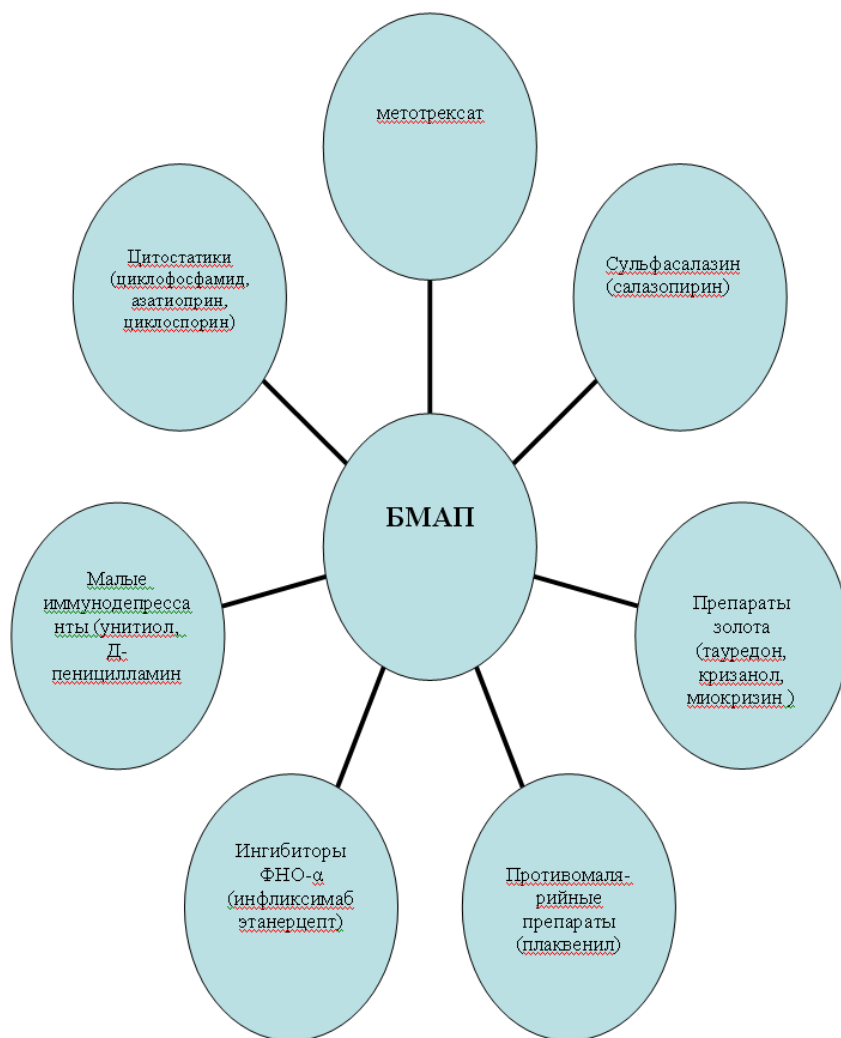 метотрексат
Цитостатики
(циклофосфамид,
азатиоприн,
циклоспорин)
Сульфасалазин
(салазопирин)
БМАП
Малые
иммунодепресса
нты (унитиол,
Д-
пеницилламин
Препараты
золота
(тауредон,
кризанол,
миокризин )
Ингибиторы
ФНО-α
(инфликсимаб
этанерцепт)
Противомаля-
рийные
препараты
(плаквенил)